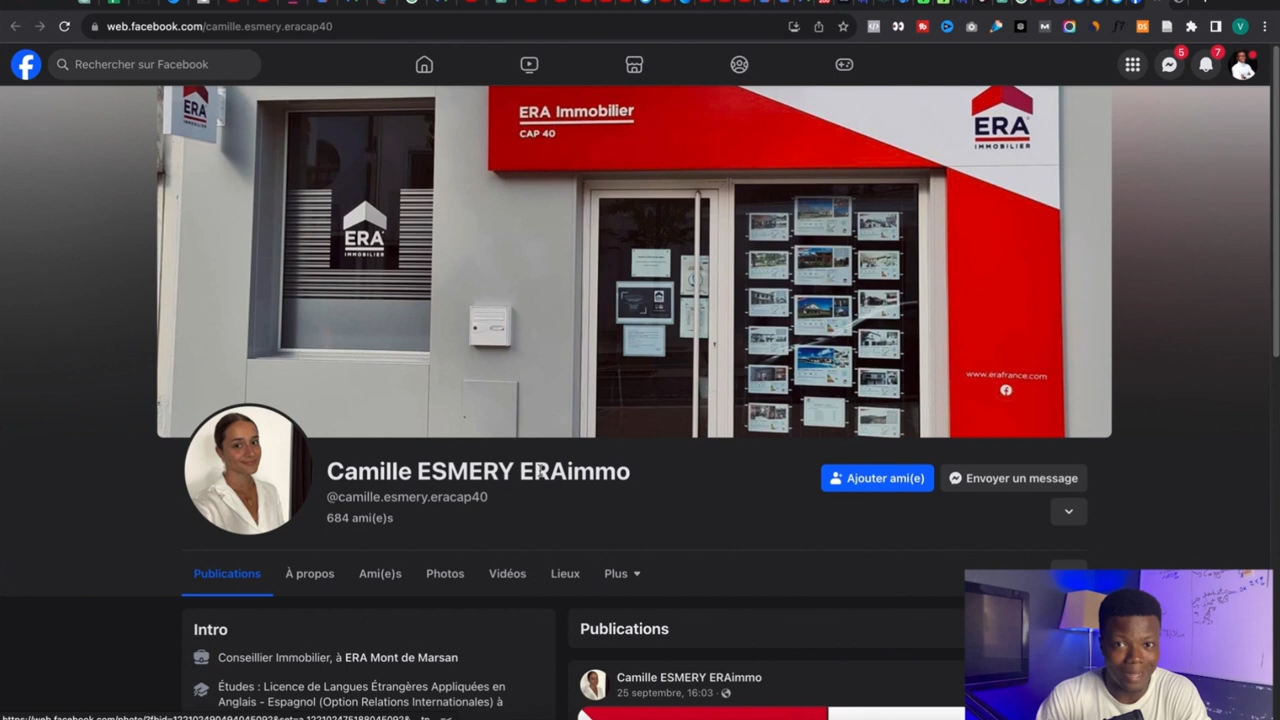 web.facebook.com/camille.esmery.eracap40
Rechercher sur Facebook
5
7
ERA
IMMOBILIER
ERA Immobilier
CAP 40
ERA
IMMOBILIER
ERA
IMMOBILIER
www.erafrance.com
Camille ESMERY ERAimmo
@camille.esmery.eracap40
684 ami(e)s
Ajouter ami(e)
Envoyer un message
Publications
À propos
Ami(e)s
Photos
Vidéos
Lieux
Plus
Intro
Conseillier Immobilier, à ERA Mont de Marsan
Études : Licence de Langues Étrangères Appliquées en
Anglais - Espagnol (Option Relations Internationales) à
Publications
Camille ESMERY ERAimmo
25 septembre, 16:03